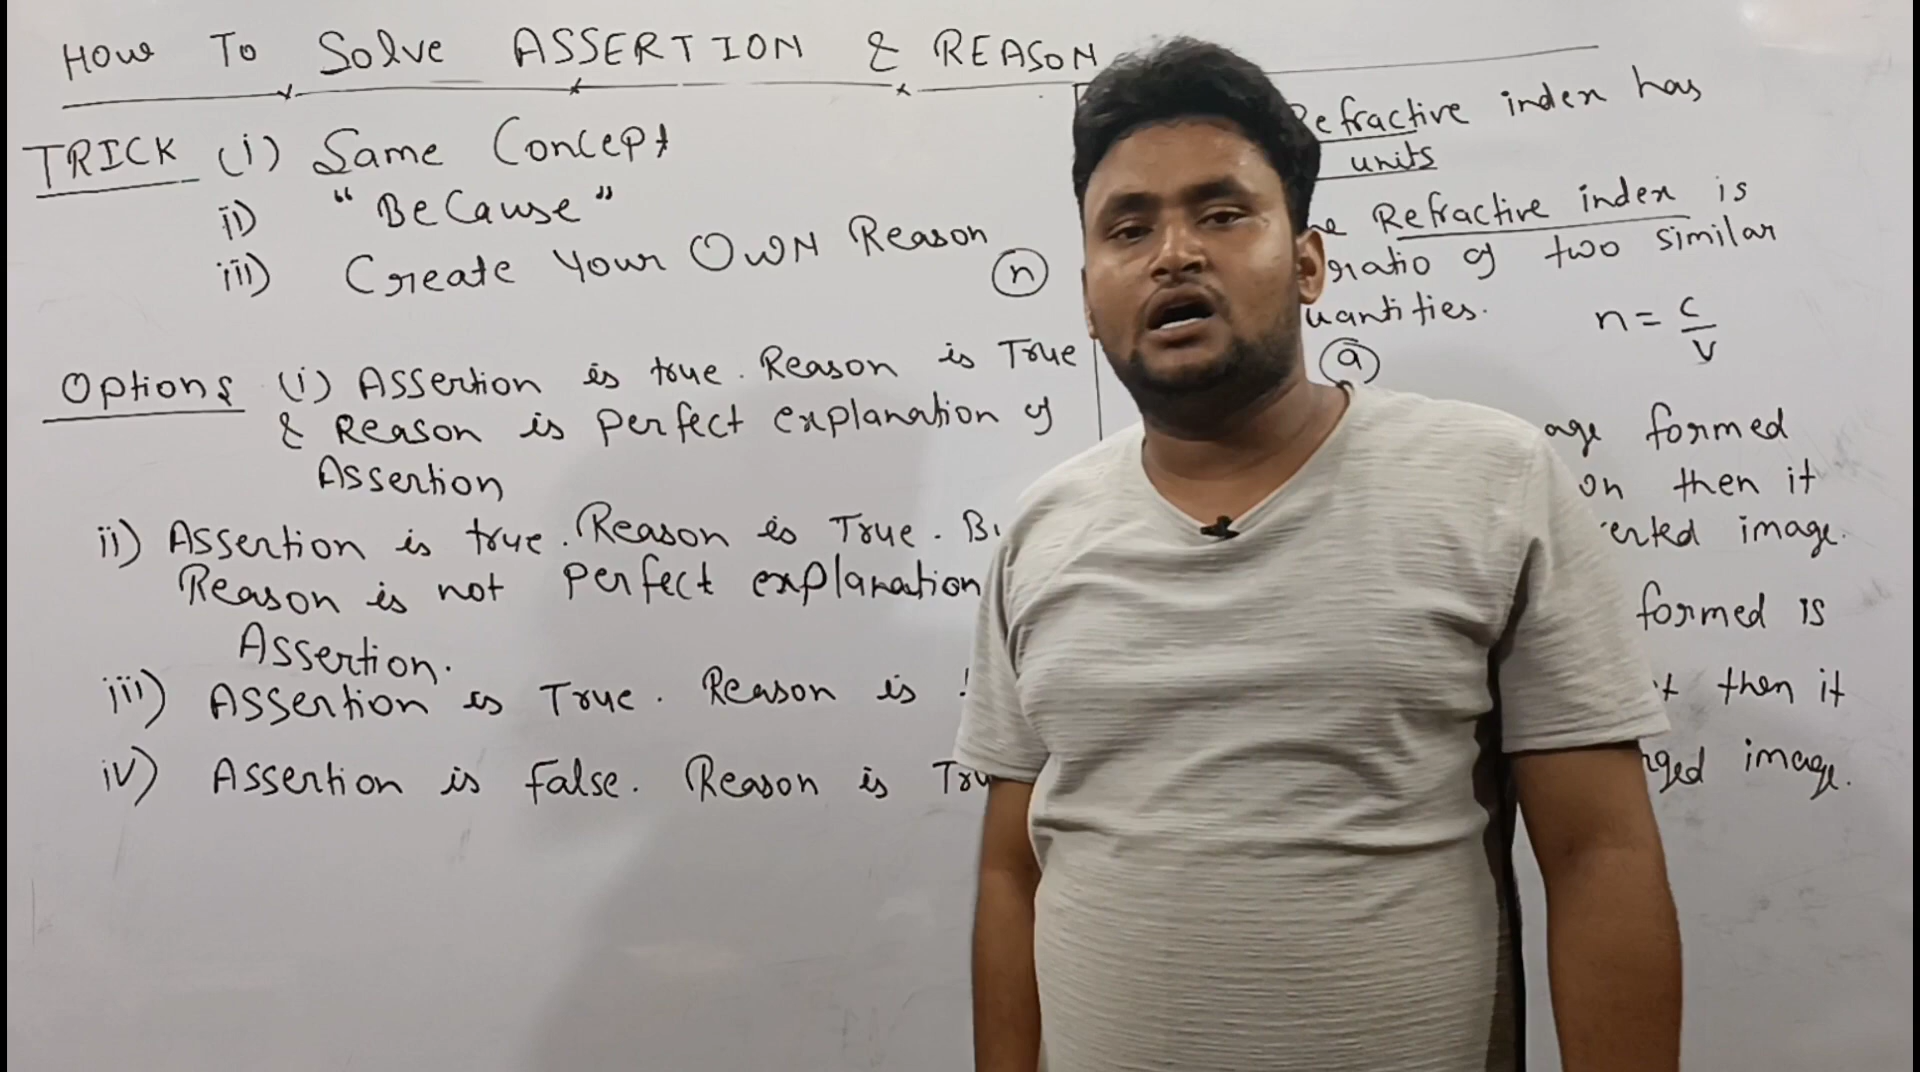 How To Solve ASSERTION & REASON
TRICK (i) Same Concept
ii) "BeCause"
iii) Create Your OWN Reason
Options (i) Assertion is true. Reason is True
& Reason is perfect explanation of
Assertion
ii) Assertion is true. Reason is True.
Reason is not perfect explanation
Assertion.
iii) Assertion is True. Reason is
iv) Assertion is false. Reason is
n
Refractive index has
units
Refractive index is
ratio of two similar
quantities.
n = c/v
a
formed
on then it
image.
formed is
then it
image.